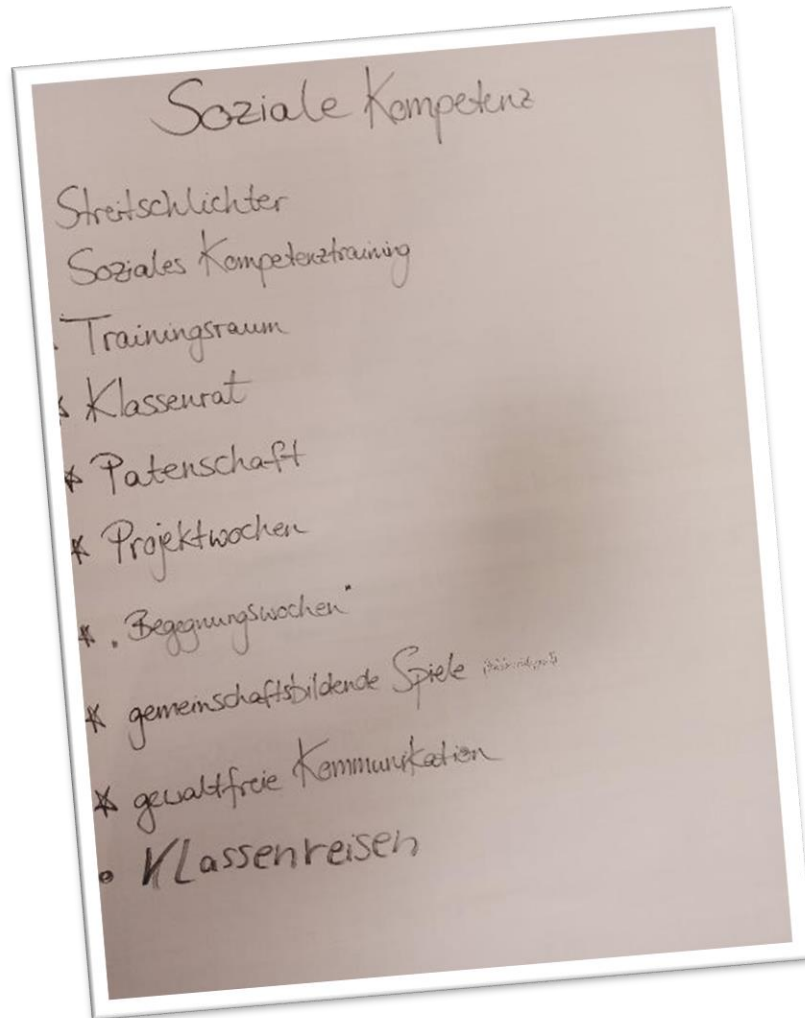 Soziale Kompetenz
Streitschlichter
Soziales Kompetenztraining
· Trainingsraum
* Klassenrat
* Patenschaft
* Projektwochen
* „Begegnungswochen"
* gemeinschaftsbildende Spiele
* gewaltfreie Kommunikation
• Klassenreisen